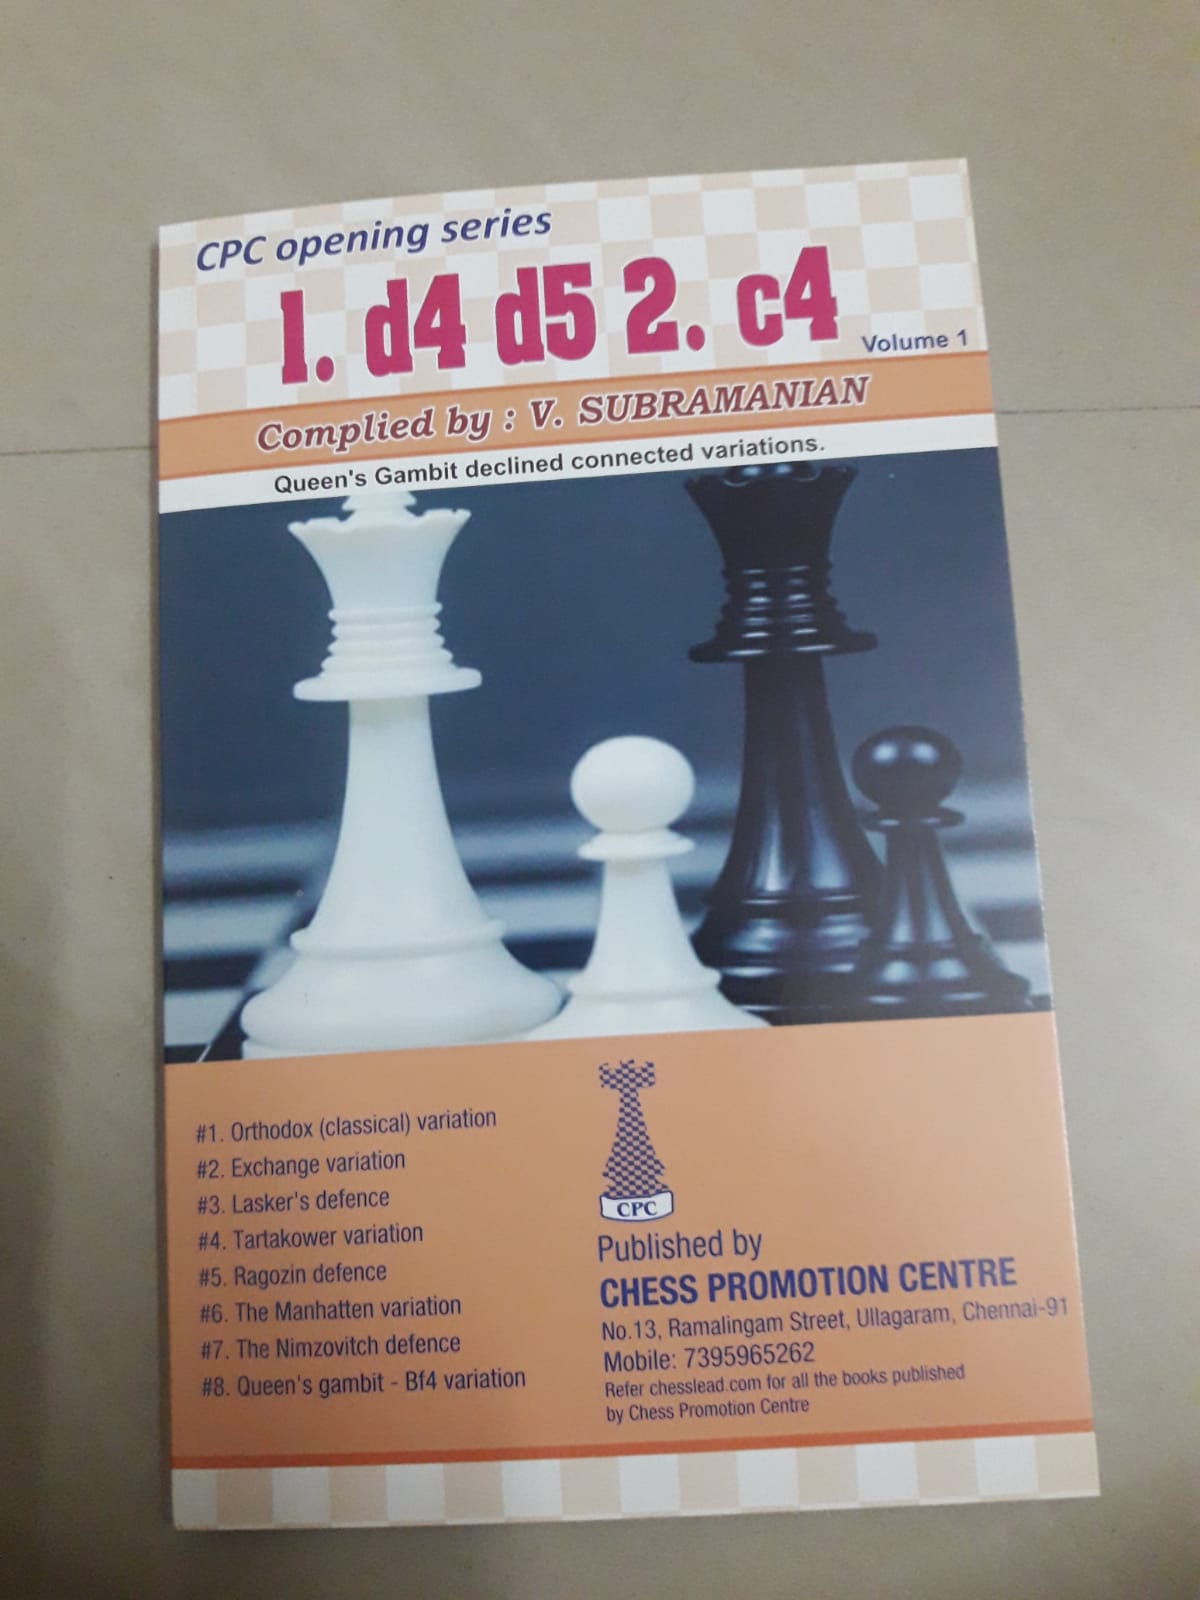 CPC opening series
1. d4 d5 2. c4
Volume 1
Complied by : V. SUBRAMANIAN
Queen's Gambit declined connected variations.
#1. Orthodox (classical) variation
#2. Exchange variation
#3. Lasker's defence
#4. Tartakower variation
#5. Ragozin defence
#6. The Manhatten variation
#7. The Nimzovitch defence
#8. Queen's gambit - Bf4 variation
CPC
Published by
CHESS PROMOTION CENTRE
No.13, Ramalingam Street, Ullagaram, Chennai-91
Mobile: 7395965262
Refer chesslead.com for all the books published
by Chess Promotion Centre